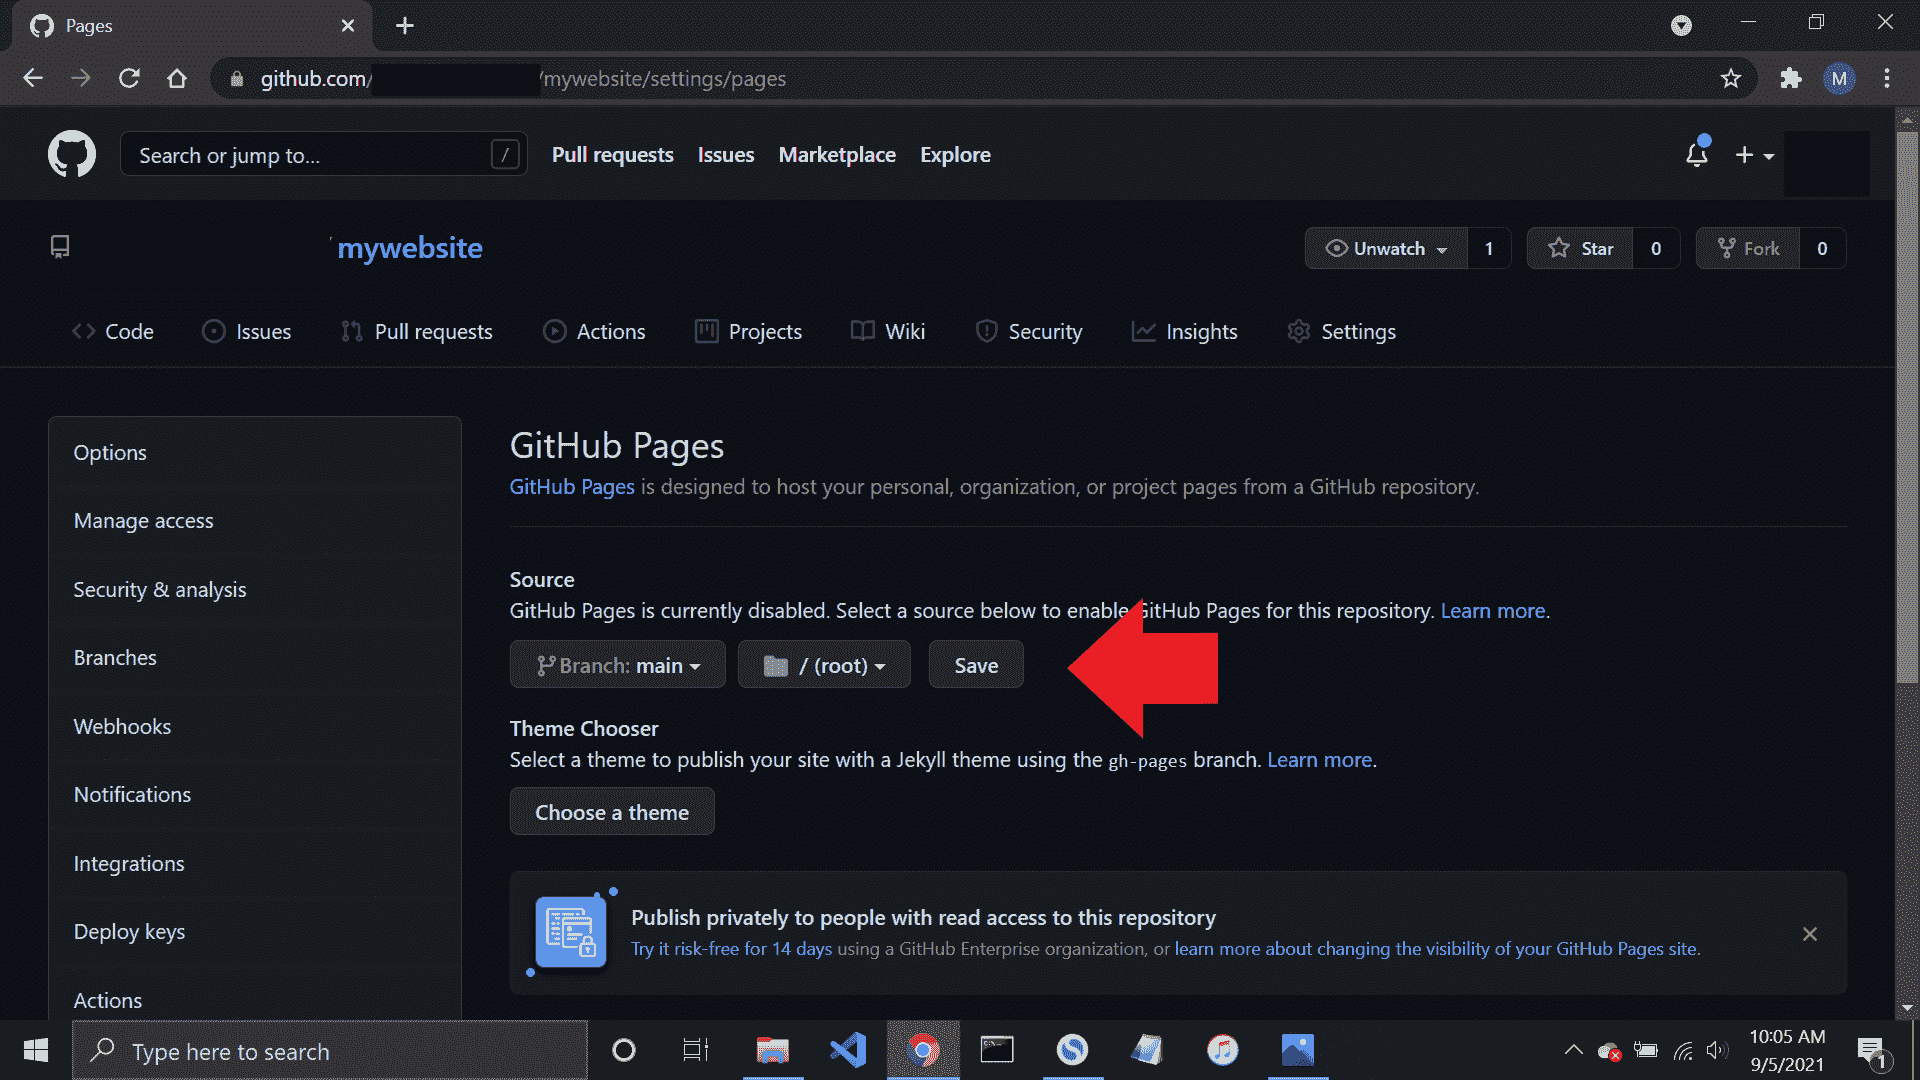 Pages
github.com/ /mywebsite/settings/pages
M
Search or jump to... /
Pull requests Issues Marketplace Explore
/ mywebsite
Unwatch 1 Star 0 Fork 0
Code Issues Pull requests Actions Projects Wiki Security Insights Settings
Options
Manage access
Security & analysis
Branches
Webhooks
Notifications
Integrations
Deploy keys
Actions
GitHub Pages
GitHub Pages is designed to host your personal, organization, or project pages from a GitHub repository.
Source
GitHub Pages is currently disabled. Select a source below to enable GitHub Pages for this repository. Learn more.
Branch: main / (root) Save
Theme Chooser
Select a theme to publish your site with a Jekyll theme using the gh-pages branch. Learn more.
Choose a theme
Publish privately to people with read access to this repository
Try it risk-free for 14 days using a GitHub Enterprise organization, or learn more about changing the visibility of your GitHub Pages site.
Type here to search
10:05 AM
9/5/2021
1